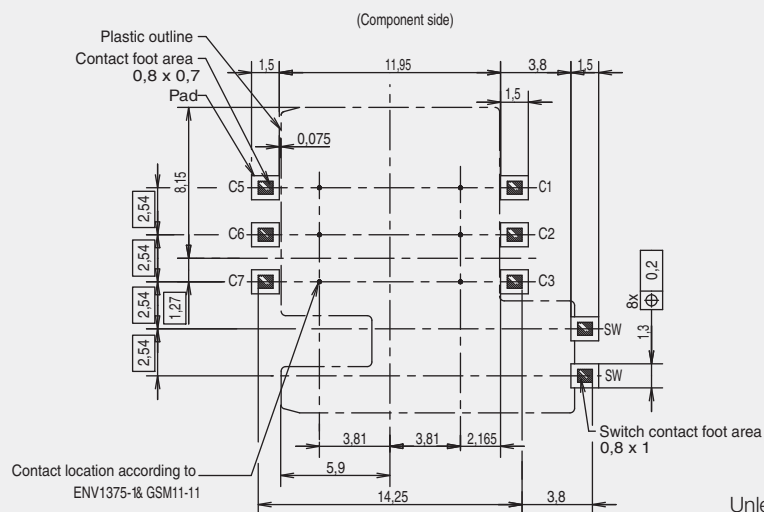 (Component side)
Plastic outline
Contact foot area
0,8 x 0,7
Pad
1,5
11,95
3,8
1,5
1,5
0,075
8,15
C5
C1
2,54
C6
C2
2,54
C7
C3
2,54
1,27
2,54
8x
0,2
SW
1,3
SW
Switch contact foot area
0,8 x 1
3,81
3,81
2,165
Contact location according to
ENV1375-1& GSM11-11
5,9
14,25
3,8
Unle